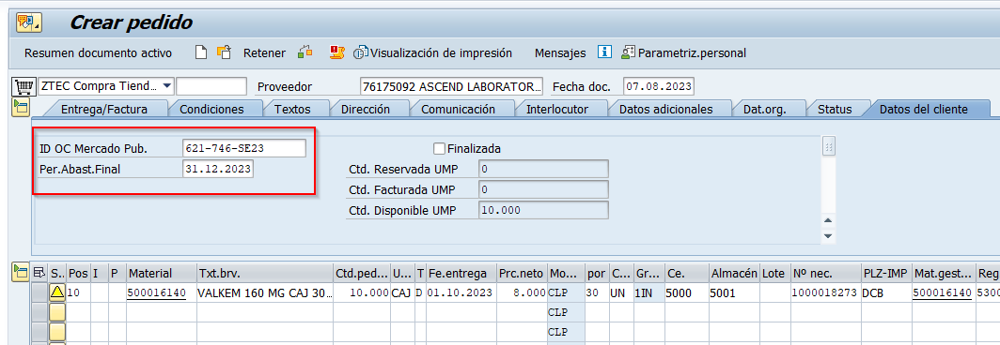 Crear pedido
Resumen documento activo Retener Visualización de impresión Mensajes Parametriz.personal
ZTEC Compra Tiend... Proveedor 76175092 ASCEND LABORATOR... Fecha doc. 07.08.2023
Entrega/Factura Condiciones Textos Dirección Comunicación Interlocutor Datos adicionales Dat.org. Status Datos del cliente
ID OC Mercado Pub. 621-746-SE23 Finalizada
Per.Abast.Final 31.12.2023 Ctd. Reservada UMP 0
Ctd. Facturada UMP 0
Ctd. Disponible UMP 10.000
S.. Pos I P Material Txt.brv. Ctd.ped... U... T Fe.entrega Prc.neto Mo... por C... Gr... Ce. Almacén Lote Nº nec. PLZ-IMP Mat.gest... Reg
10 500016140 VALKEM 160 MG CAJ 30... 10.000 CAJ D 01.10.2023 8.000 CLP 30 UN 1IN 5000 5001 1000018273 DCB 500016140 5300
CLP
CLP